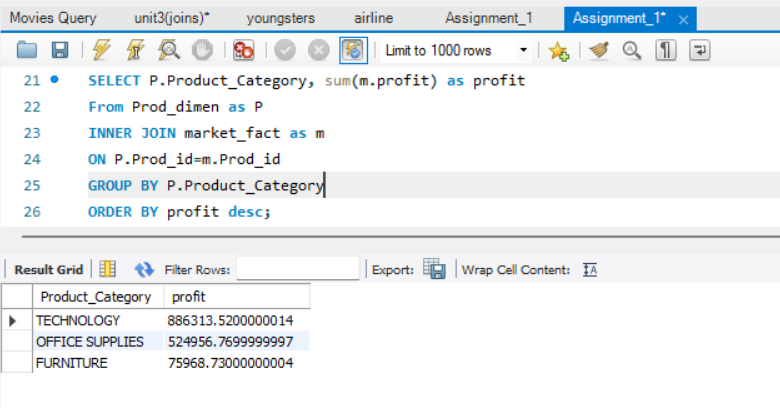 Movies Query unit3(joins)* youngsters airline Assignment_1 Assignment_1* ×
Limit to 1000 rows
21 SELECT P.Product_Category, sum(m.profit) as profit
22 From Prod_dimen as P
23 INNER JOIN market_fact as m
24 ON P.Prod_id=m.Prod_id
25 GROUP BY P.Product_Category
26 ORDER BY profit desc;
Result Grid Filter Rows: Export: Wrap Cell Content: IA
Product_Category profit
TECHNOLOGY 886313.5200000014
OFFICE SUPPLIES 524956.7699999997
FURNITURE 75968.73000000004